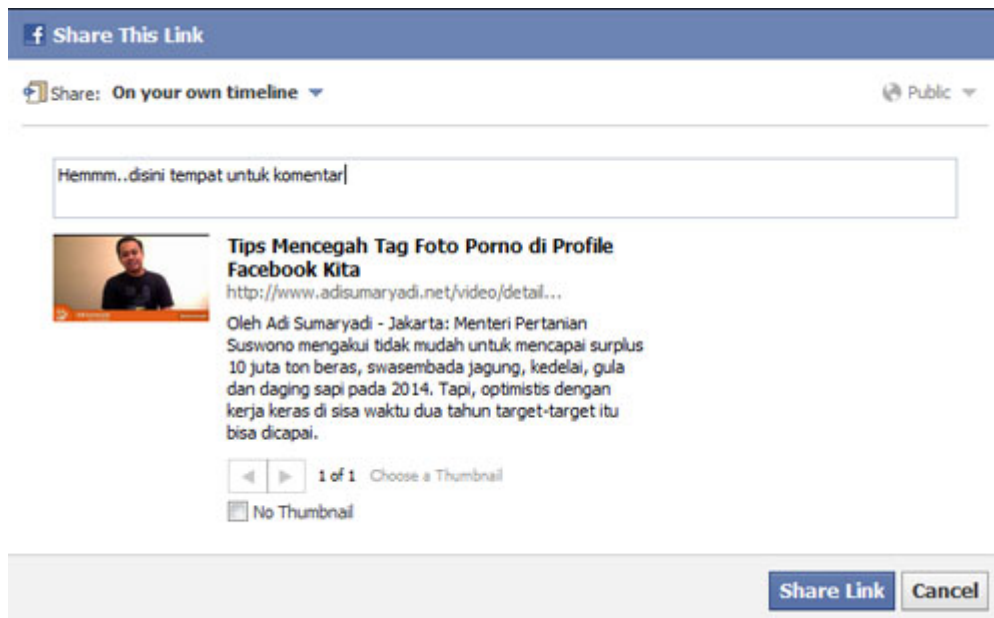 f Share This Link
Share: On your own timeline
Public
Hemmm..disini tempat untuk komentar
Tips Mencegah Tag Foto Porno di Profile
Facebook Kita
http://www.adisumaryadi.net/video/detail...
Oleh Adi Sumaryadi - Jakarta: Menteri Pertanian
Suswono mengakui tidak mudah untuk mencapai surplus
10 juta ton beras, swasembada jagung, kedelai, gula
dan daging sapi pada 2014. Tapi, optimistis dengan
kerja keras di sisa waktu dua tahun target-target itu
bisa dicapai.
1 of 1 Choose a Thumbnail
No Thumbnail
Share Link Cancel